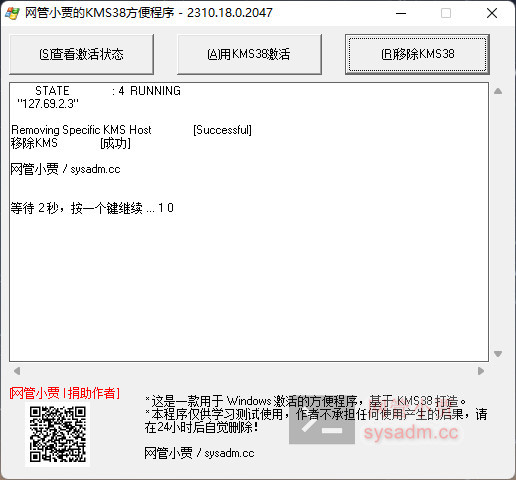 网管小贾的KMS38方便程序 - 2310.18.0.2047
(S)查看激活状态
(A)用KMS38激活
(R)移除KMS38
STATE : 4 RUNNING
"127.69.2.3"
Removing Specific KMS Host [Successful]
移除KMS [成功]
网管小贾 / sysadm.cc
等待 2 秒，按一个键继续 ... 1 0
[网管小贾 | 捐助作者]
*这是一款用于 Windows 激活的方便程序，基于 KMS38 打造。
*本程序仅供学习测试使用，作者不承担任何使用产生的后果，请
在24小时后自觉删除！
网管小贾 / sysadm.cc
sysadm.cc